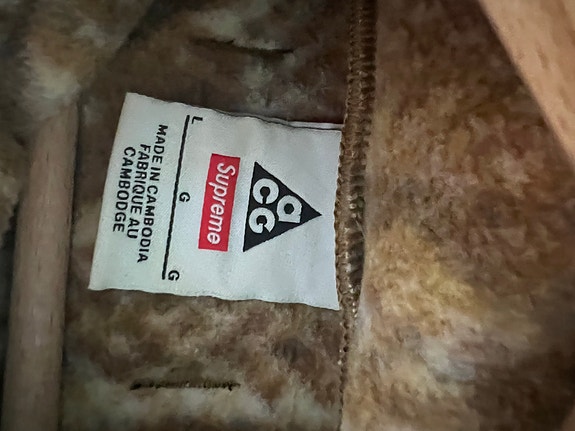 aCG
Supreme
L G G
MADE IN CAMBODIA
FABRIQUE AU
CAMBODGE